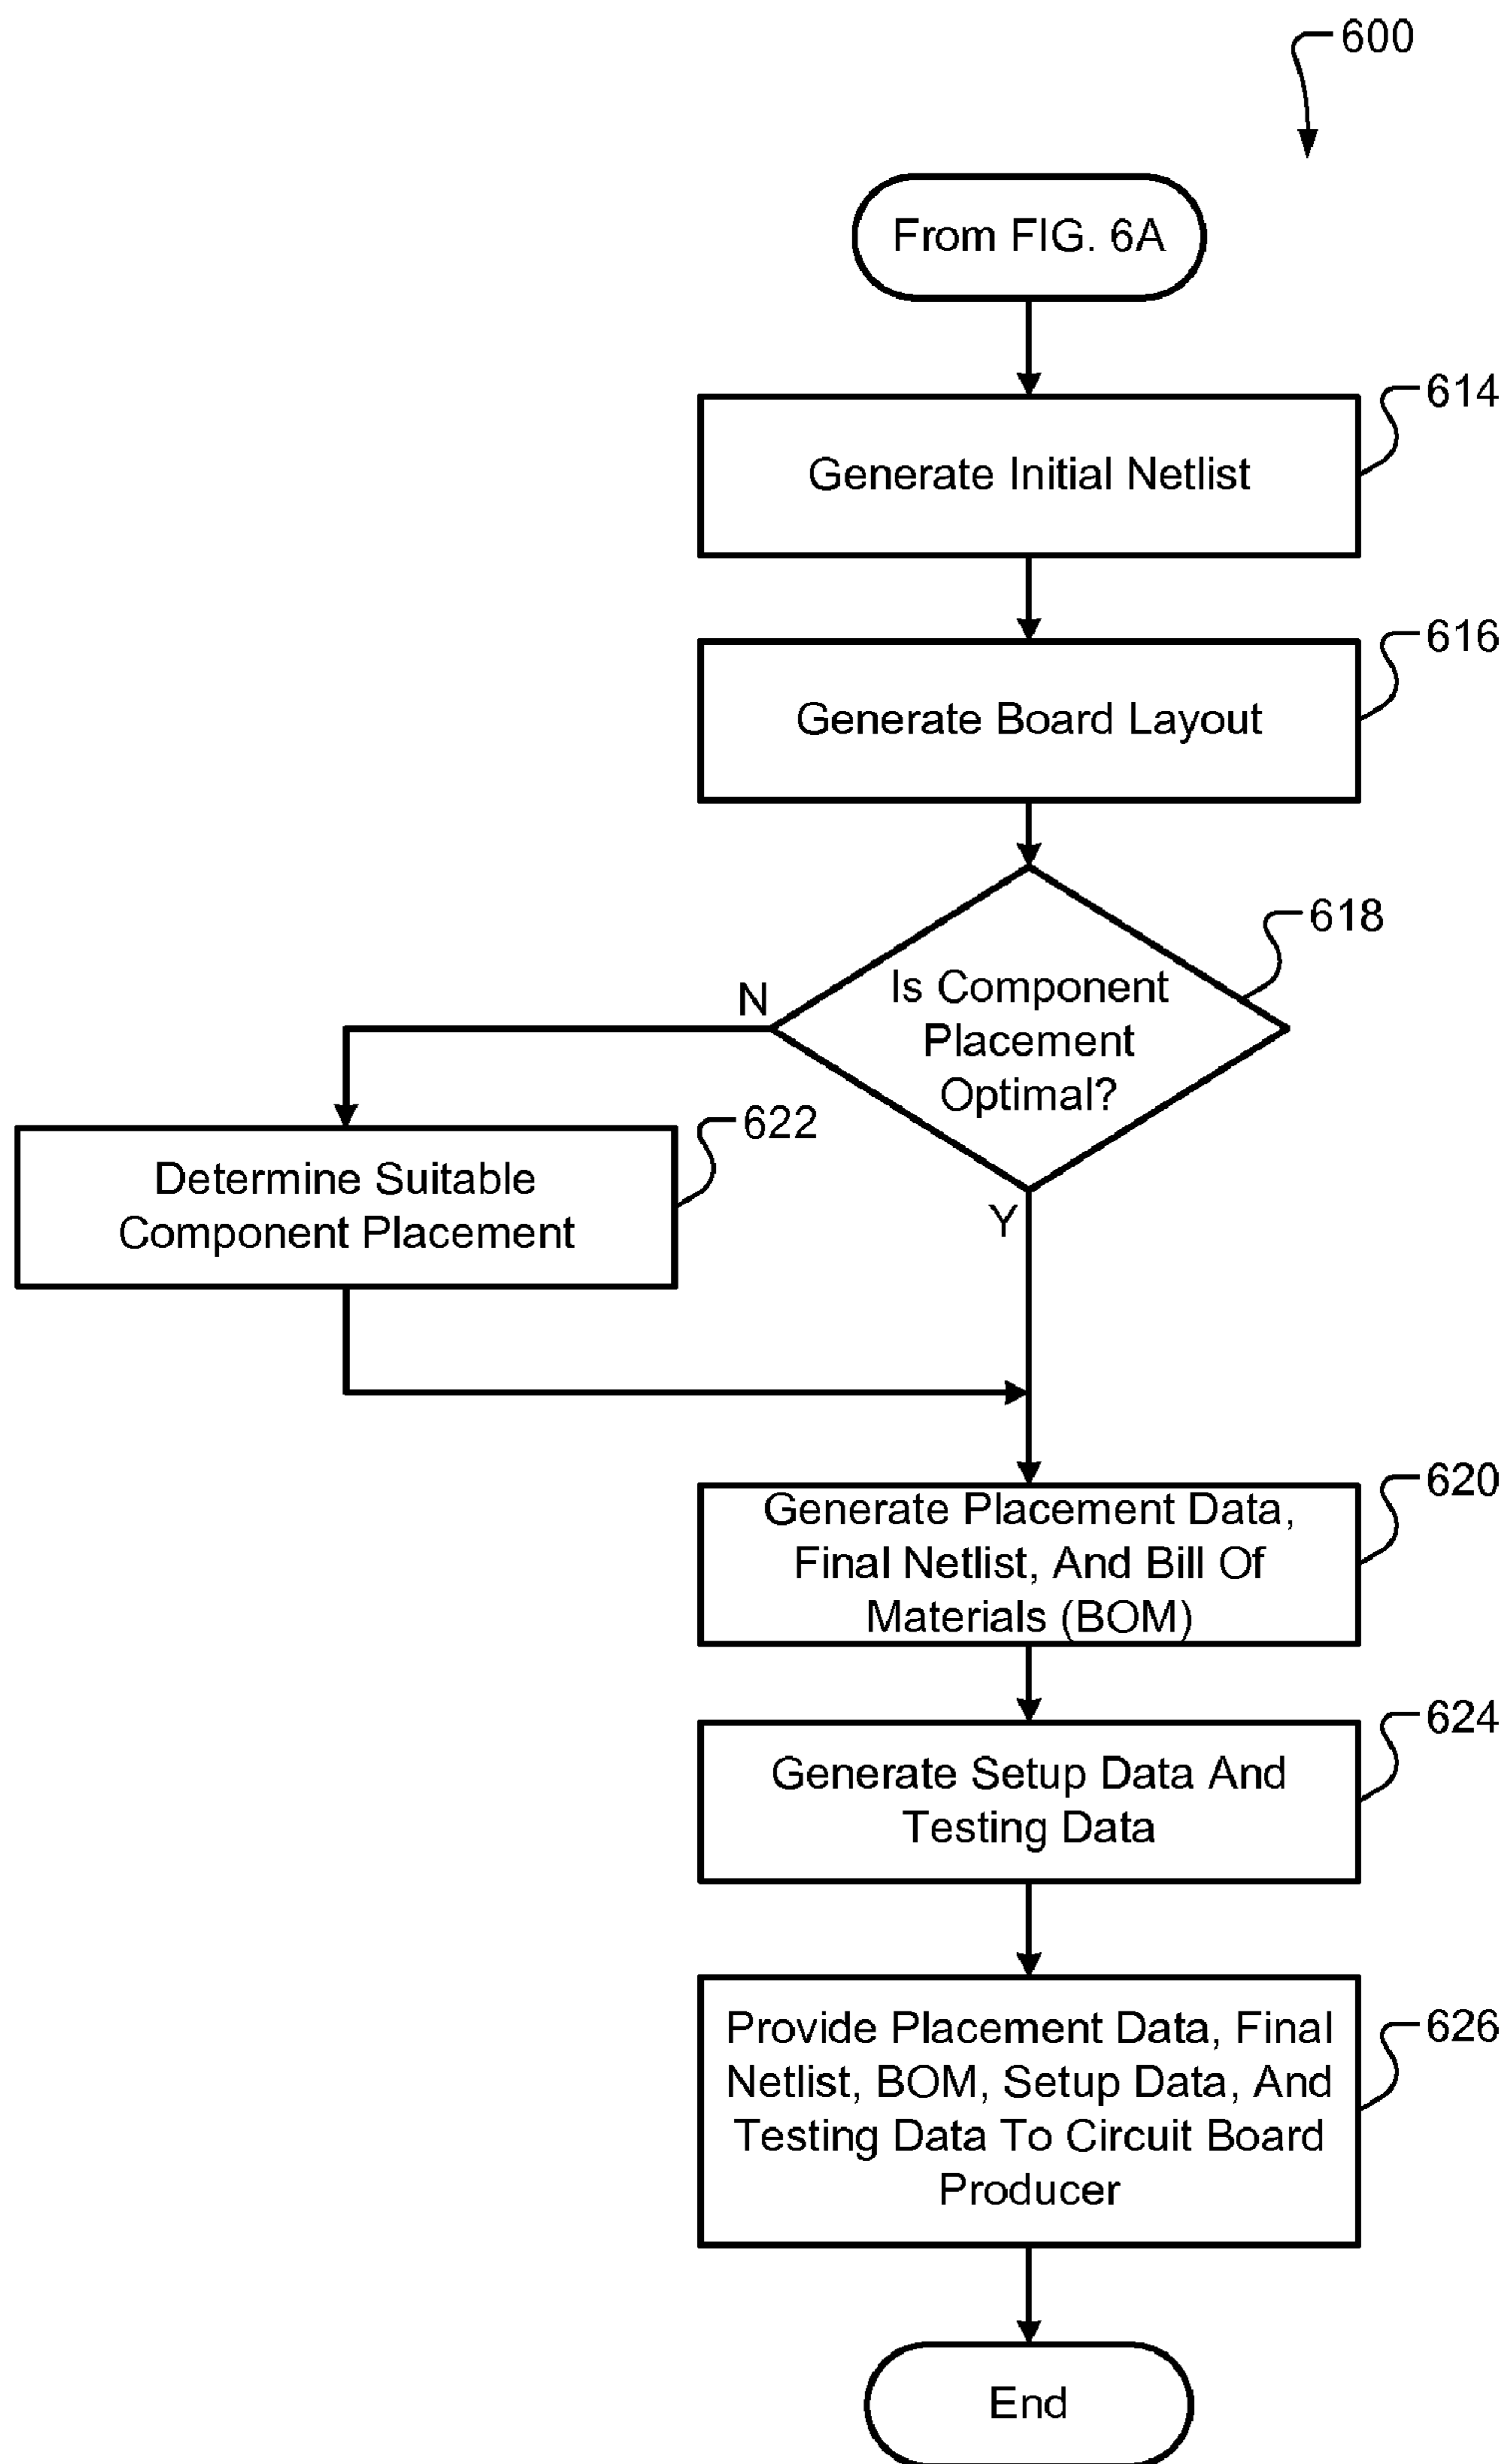 600
From FIG. 6A
614
Generate Initial Netlist
616
Generate Board Layout
618
Is Component
Placement
Optimal?
N
622
Determine Suitable
Component Placement
Y
620
Generate Placement Data,
Final Netlist, And Bill Of
Materials (BOM)
624
Generate Setup Data And
Testing Data
626
Provide Placement Data, Final
Netlist, BOM, Setup Data, And
Testing Data To Circuit Board
Producer
End